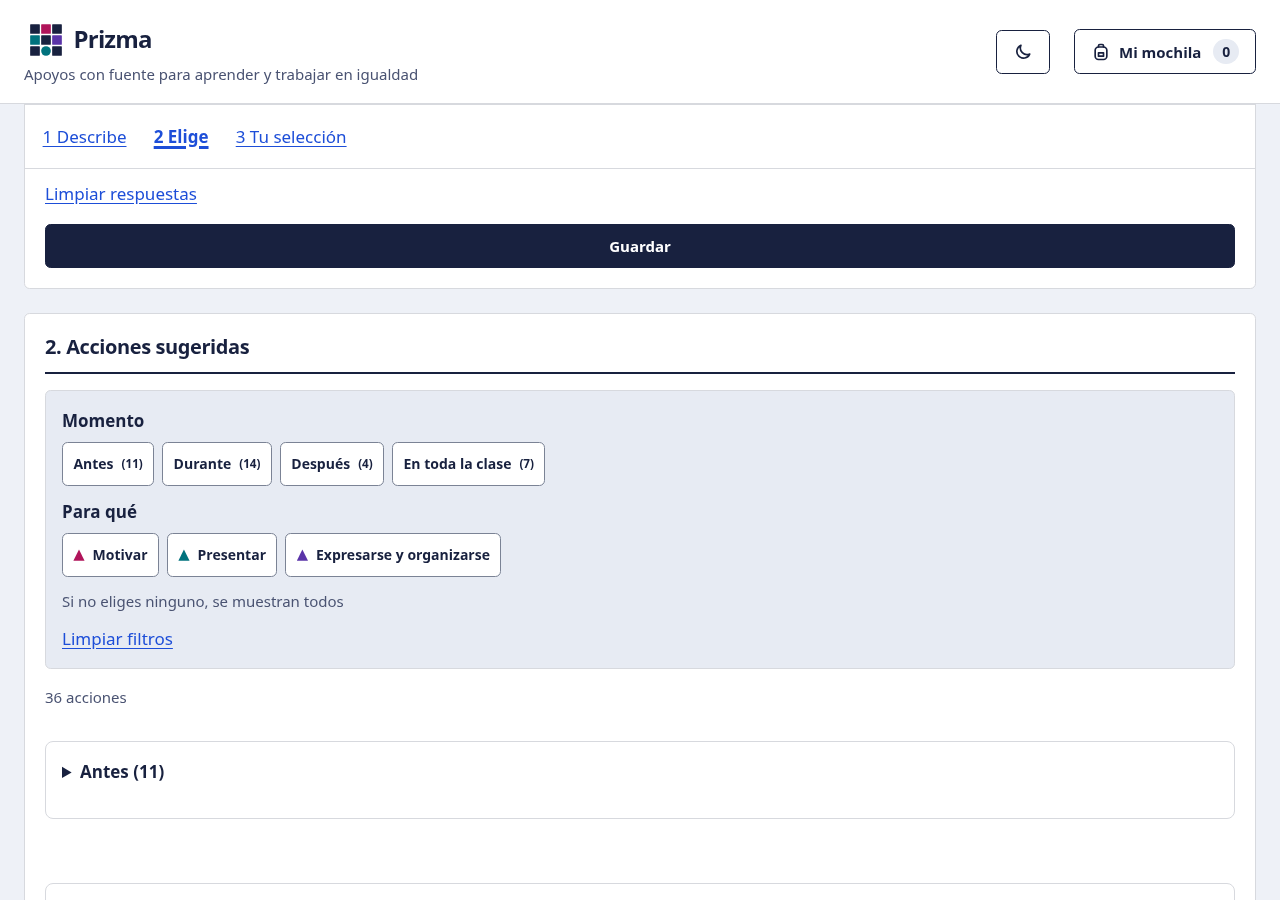 Prizma
Apoyos con fuente para aprender y trabajar en igualdad
Mi mochila 0
1 Describe 2 Elige 3 Tu selección
Limpiar respuestas
Guardar
2. Acciones sugeridas
Momento
Antes (11) Durante (14) Después (4) En toda la clase (7)
Para qué
Motivar Presentar Expresarse y organizarse
Si no eliges ninguno, se muestran todos
Limpiar filtros
36 acciones
Antes (11)